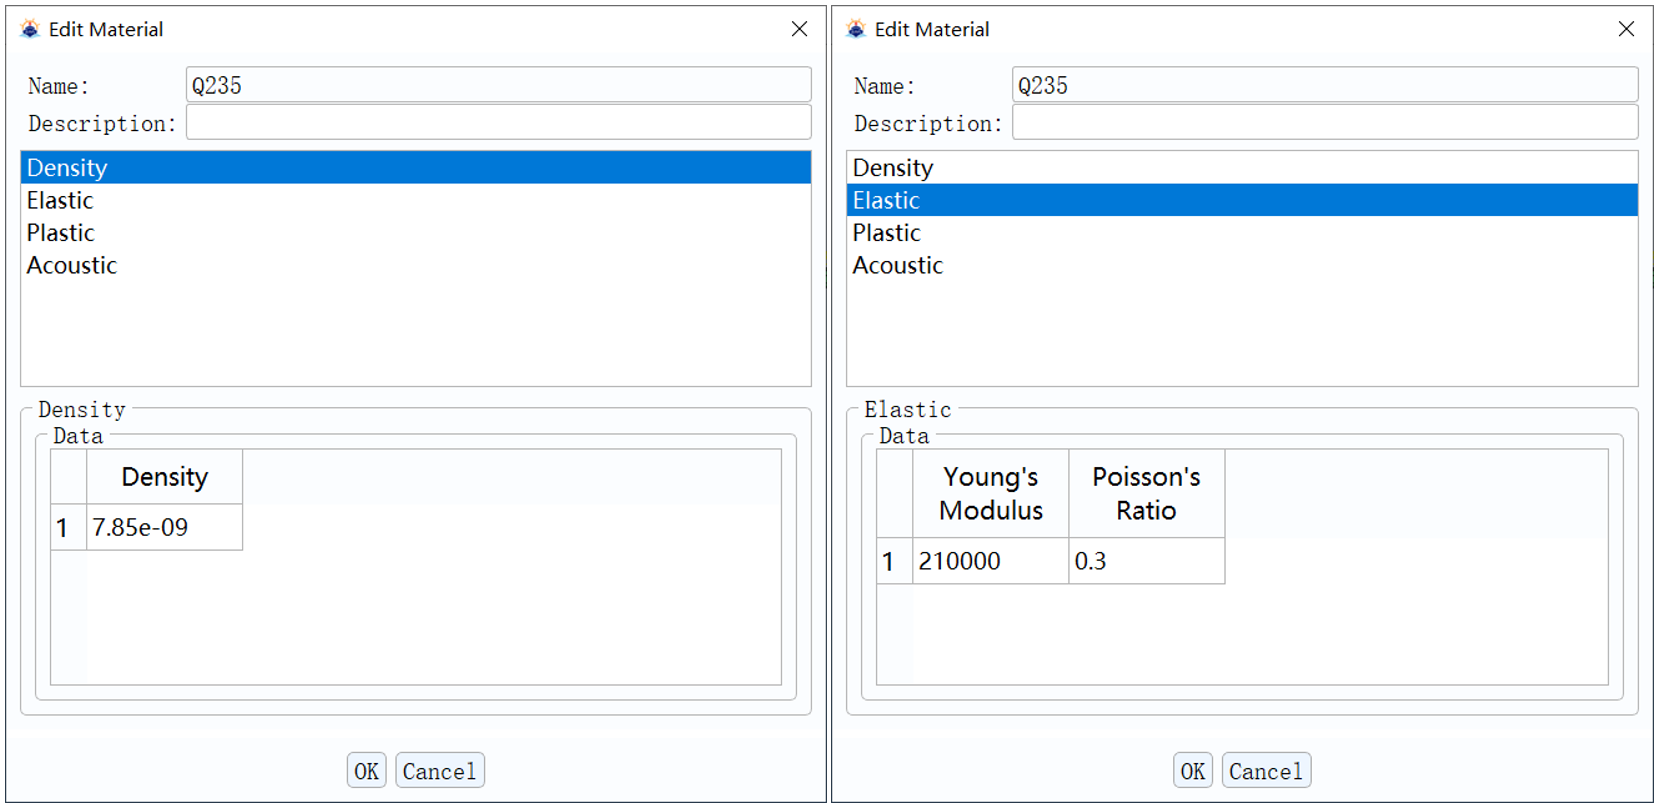 Edit Material
Name: Q235
Description:
Density
Elastic
Plastic
Acoustic
Density
Data
Density
1 7.85e-09
OK Cancel
Edit Material
Name: Q235
Description:
Density
Elastic
Plastic
Acoustic
Elastic
Data
Young's Poisson's
Modulus Ratio
1 210000 0.3
OK Cancel